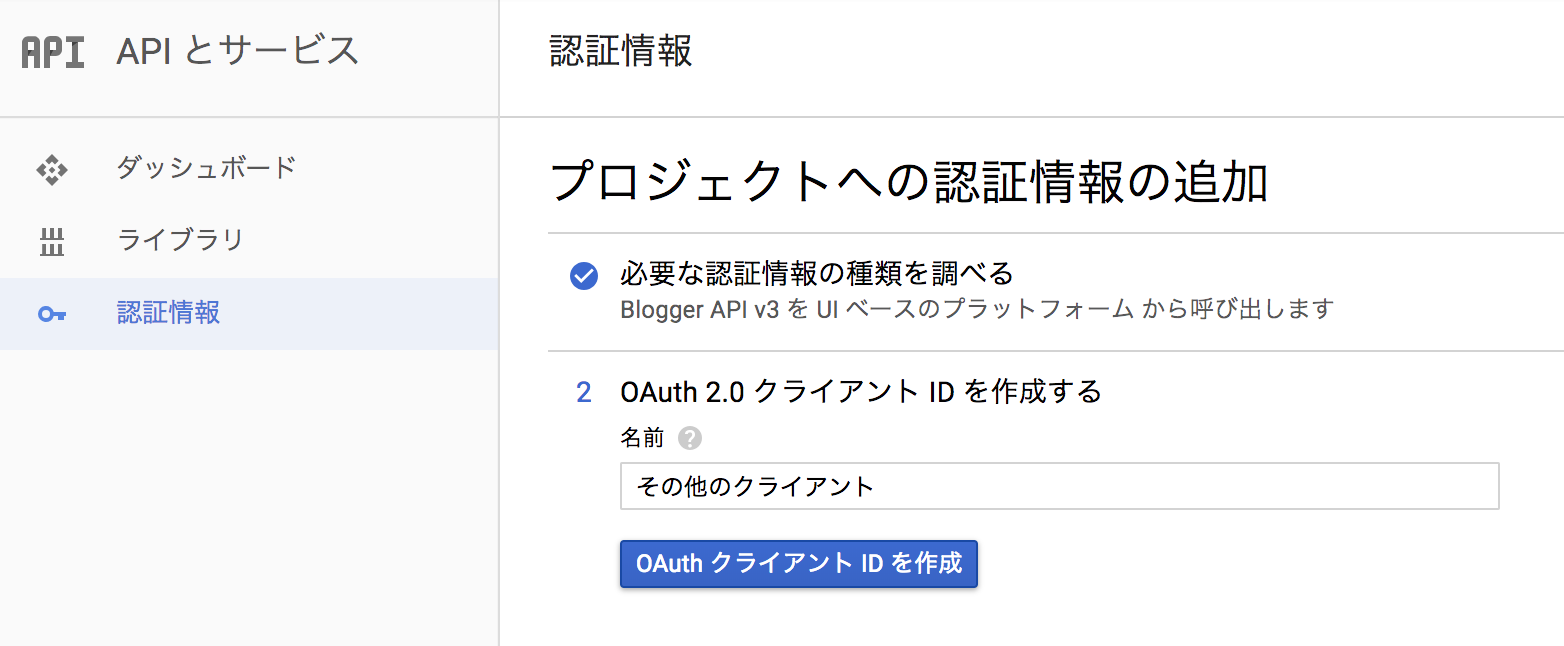 API APIとサービス
認証情報
ダッシュボード
ライブラリ
認証情報
プロジェクトへの認証情報の追加
必要な認証情報の種類を調べる
Blogger API v3 を UI ベースのプラットフォーム から呼び出します
2 OAuth 2.0 クライアント ID を作成する
名前 ?
その他のクライアント
OAuth クライアント ID を作成